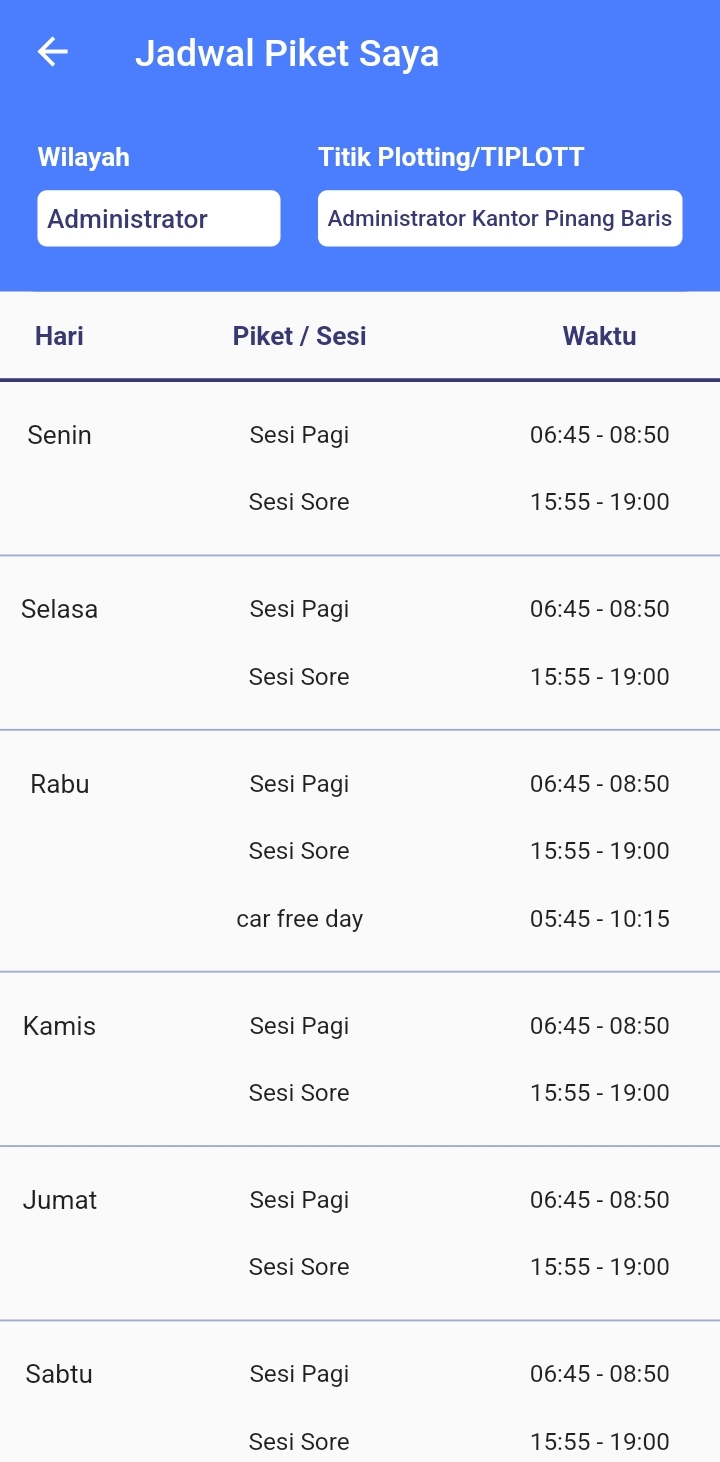 Jadwal Piket Saya
Wilayah Titik Plotting/TIPLOTT
Administrator Administrator Kantor Pinang Baris
Hari Piket / Sesi Waktu
Senin Sesi Pagi 06:45 - 08:50
Sesi Sore 15:55 - 19:00
Selasa Sesi Pagi 06:45 - 08:50
Sesi Sore 15:55 - 19:00
Rabu Sesi Pagi 06:45 - 08:50
Sesi Sore 15:55 - 19:00
car free day 05:45 - 10:15
Kamis Sesi Pagi 06:45 - 08:50
Sesi Sore 15:55 - 19:00
Jumat Sesi Pagi 06:45 - 08:50
Sesi Sore 15:55 - 19:00
Sabtu Sesi Pagi 06:45 - 08:50
Sesi Sore 15:55 - 19:00